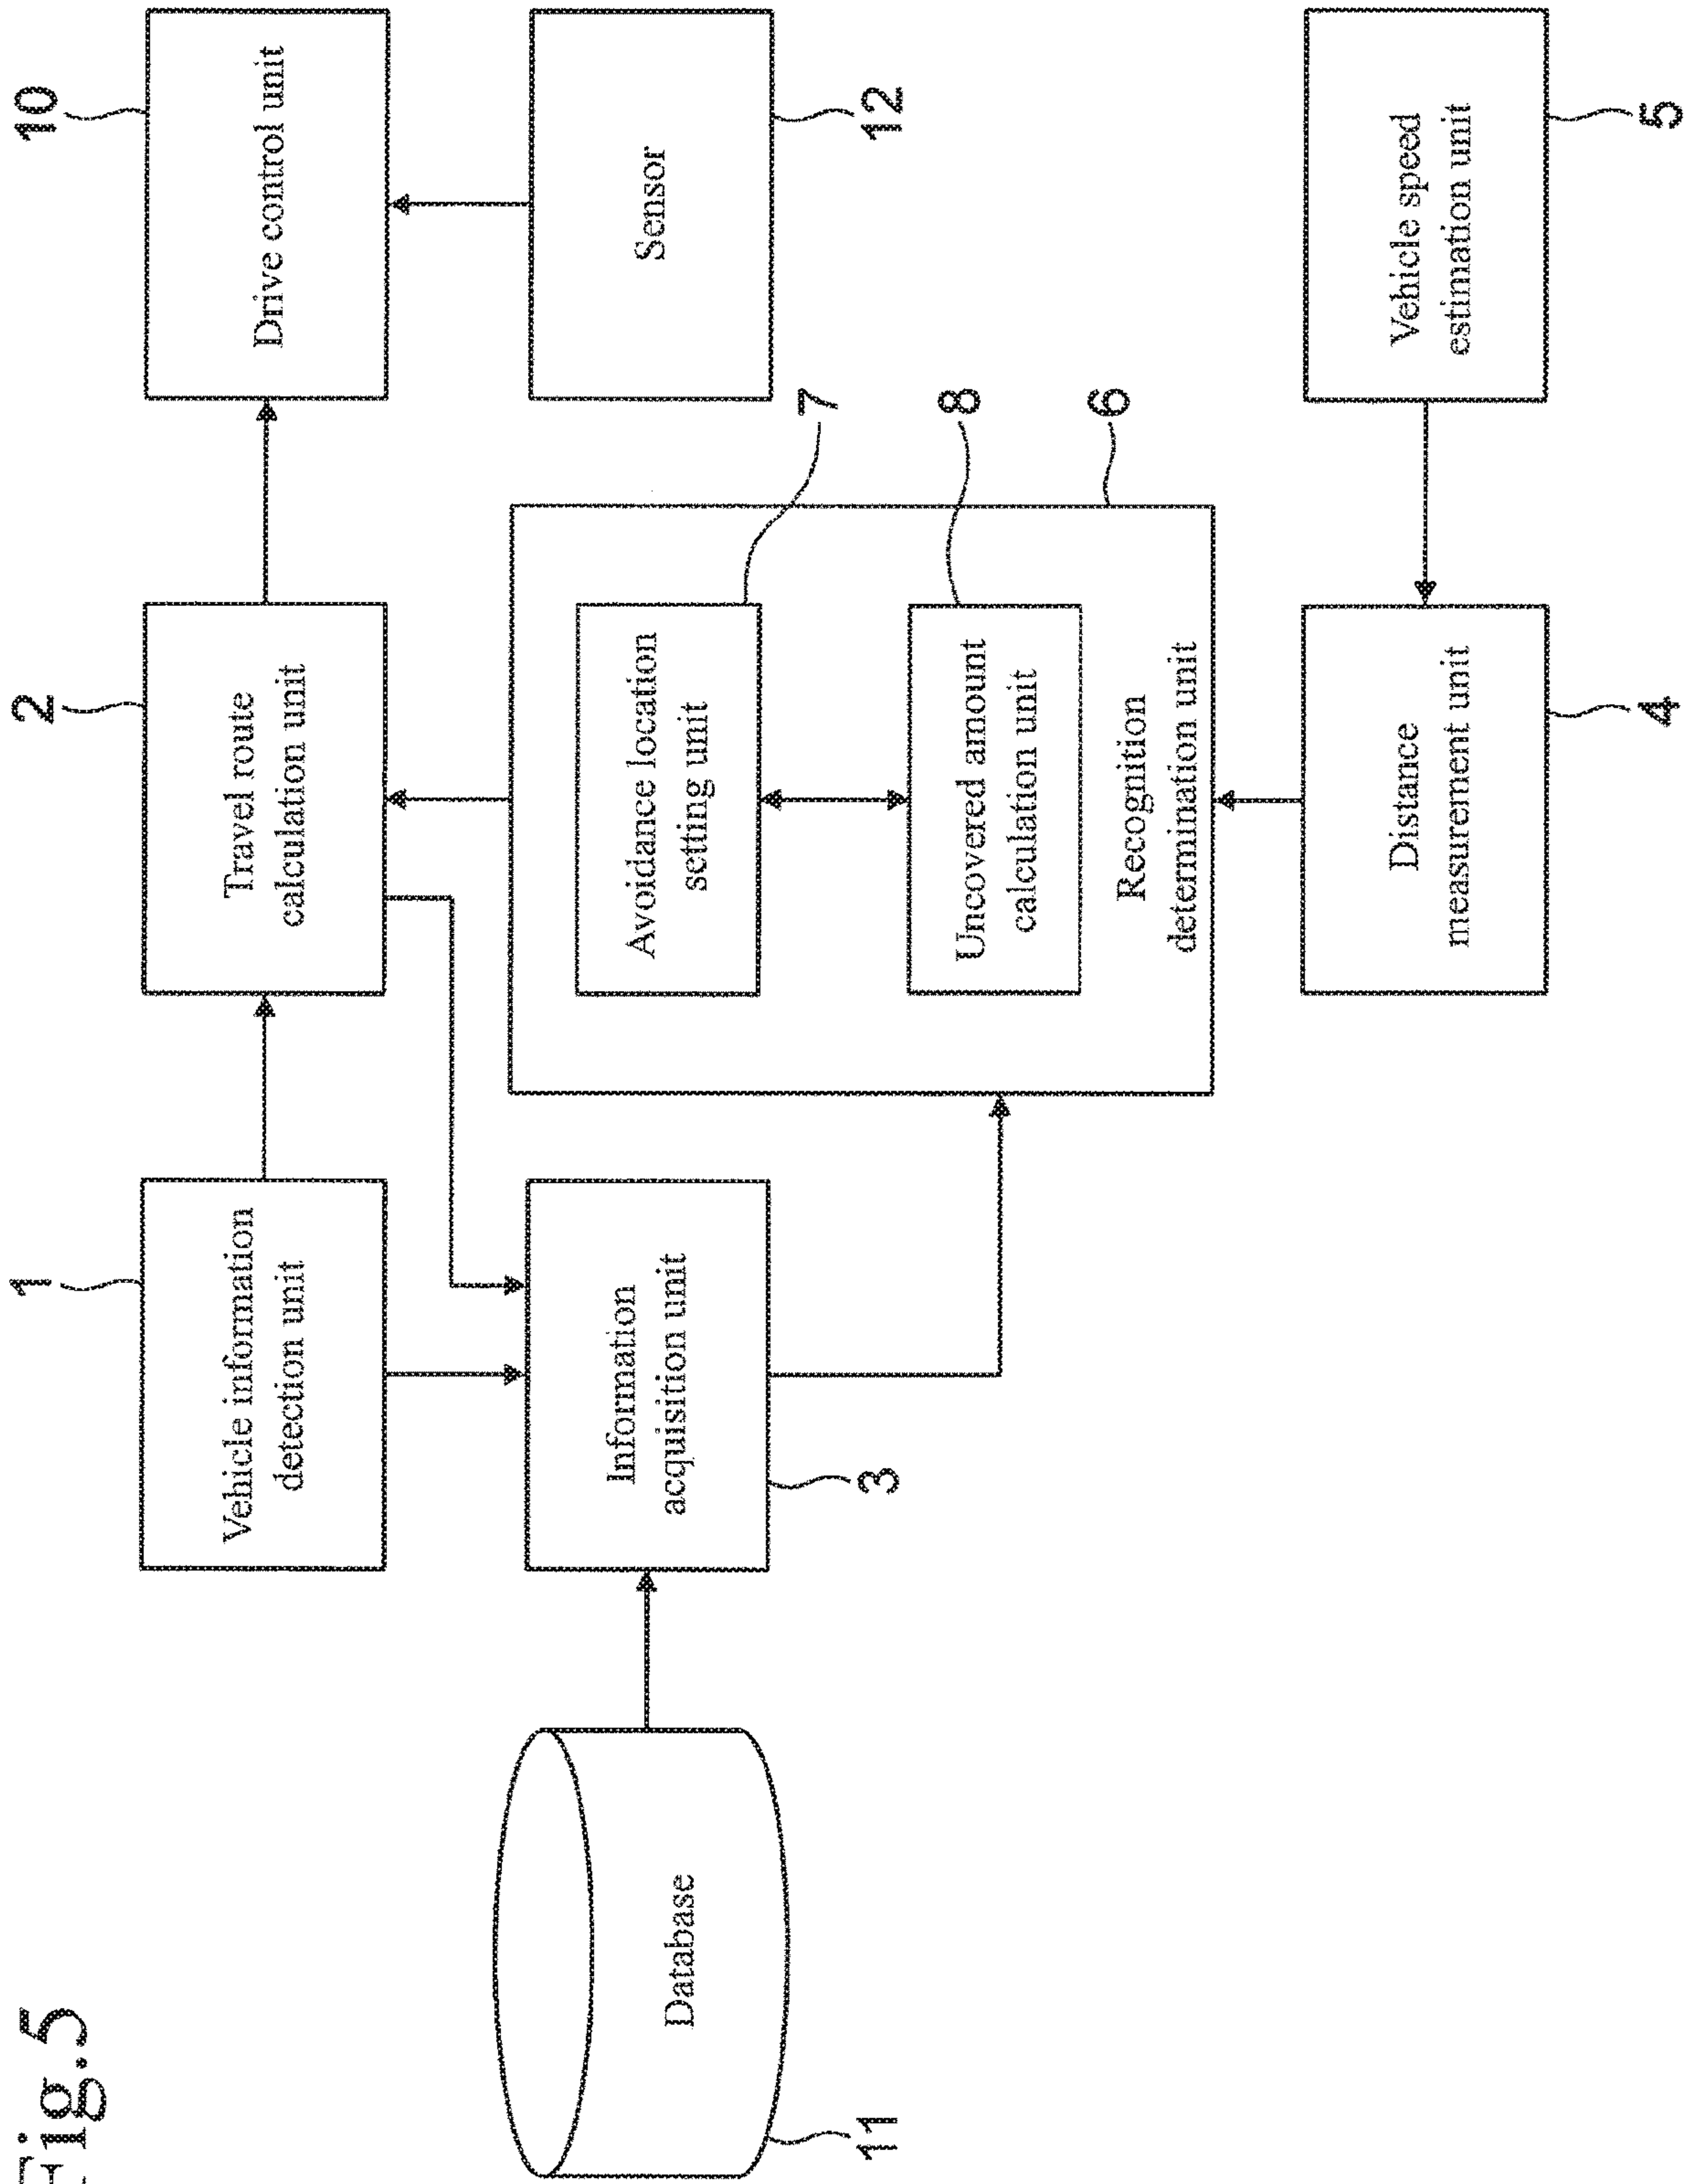 Fig.5
1
Vehicle information
detection unit
2
Travel route
calculation unit
10
Drive control unit
Database
11
Information
acquisition unit
3
Avoidance location
setting unit
7
Uncovered amount
calculation unit
8
Recognition
determination unit
6
Sensor
12
Distance
measurement unit
4
Vehicle speed
estimation unit
5